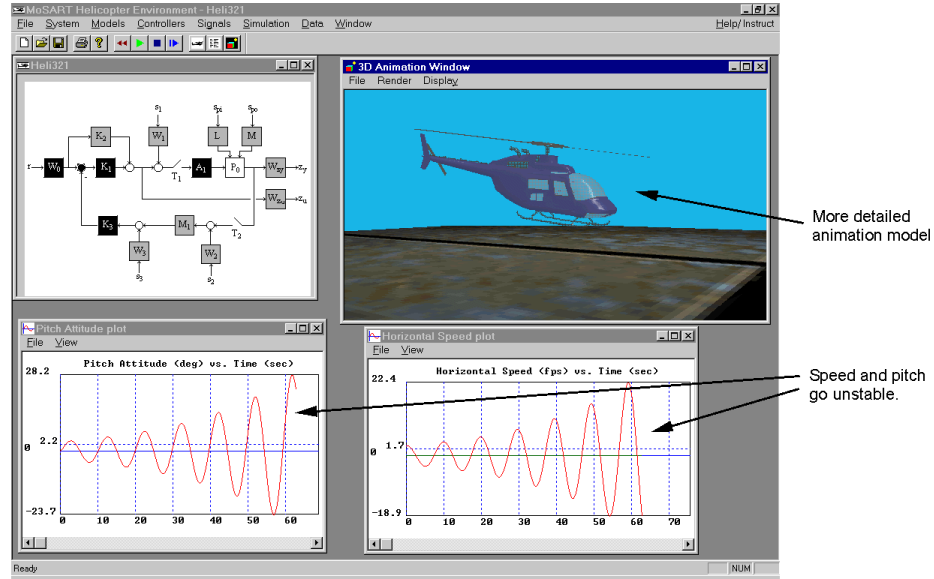 MoSART Helicopter Environment - Heli321
File System Models Controllers Signals Simulation Data Window Help/Instruct
Heli321
s1 spi spo
K2 W1 L M
r W0 K1 T1 A1 P0 Wzy zy
-
Wzu zu
K3 M1 T2
W3 W2
s3 s2
3D Animation Window
File Render Display
More detailed
animation model
Pitch Attitude plot
File View
Pitch Attitude (deg) vs. Time (sec)
28.2
2.2
0
-23.7
0 10 20 30 40 50 60
Horizontal Speed plot
File View
Horizontal Speed (fps) vs. Time (sec)
22.4
1.7
0
-18.9
0 10 20 30 40 50 60 70
Speed and pitch
go unstable.
Ready NUM